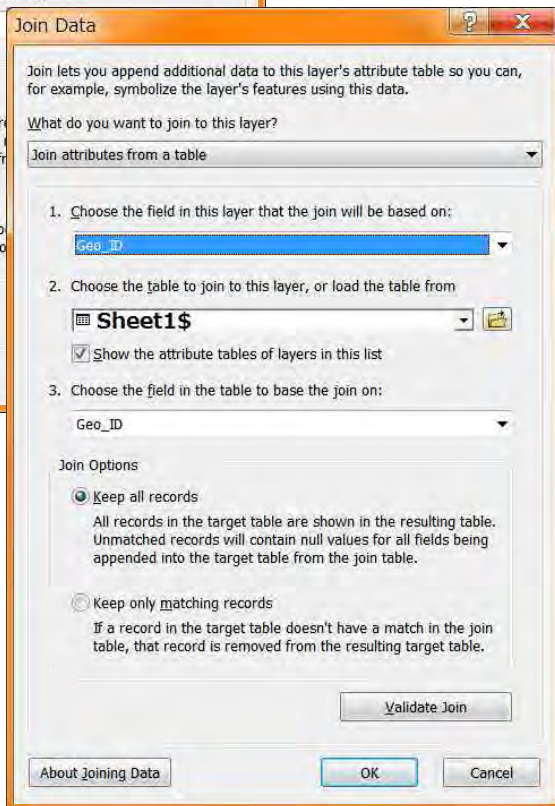 Join Data
Join lets you append additional data to this layer's attribute table so you can,
for example, symbolize the layer's features using this data.
What do you want to join to this layer?
Join attributes from a table
1. Choose the field in this layer that the join will be based on:
Geo_ID
2. Choose the table to join to this layer, or load the table from
Sheet1$
Show the attribute tables of layers in this list
3. Choose the field in the table to base the join on:
Geo_ID
Join Options
Keep all records
All records in the target table are shown in the resulting table.
Unmatched records will contain null values for all fields being
appended into the target table from the join table.
Keep only matching records
If a record in the target table doesn't have a match in the join
table, that record is removed from the resulting target table.
Validate Join
About Joining Data
OK
Cancel